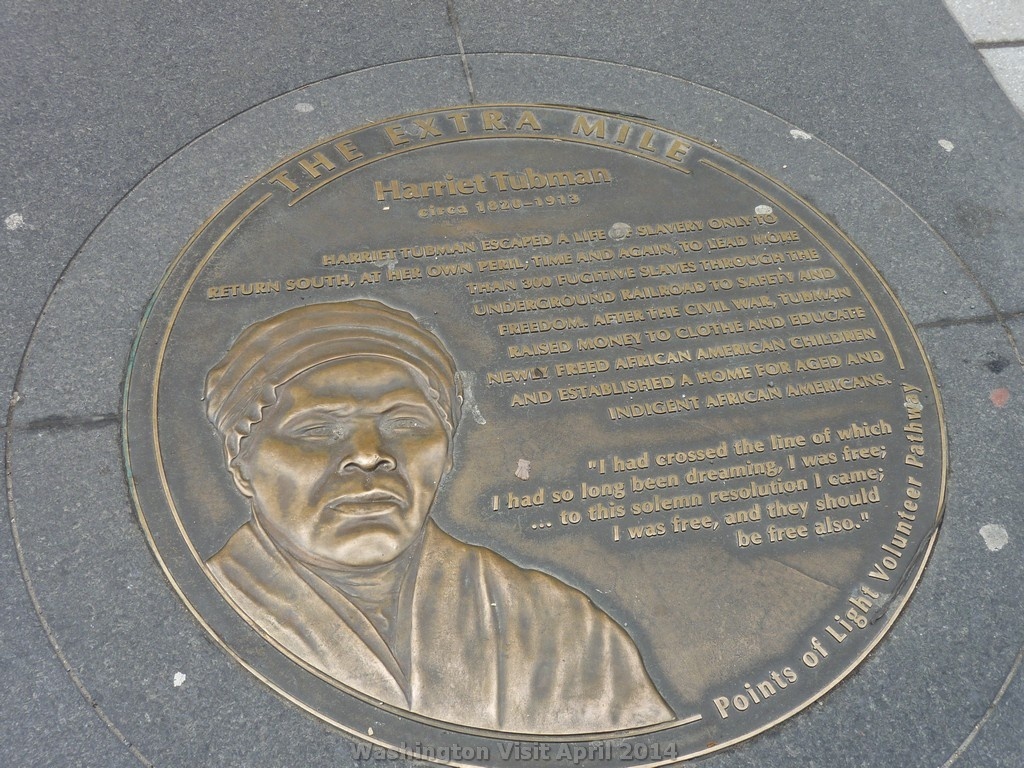 THE EXTRA MILE
Harriet Tubman
circa 1820–1913
HARRIET TUBMAN ESCAPED A LIFE OF SLAVERY ONLY TO
RETURN SOUTH, AT HER OWN PERIL, TIME AND AGAIN, TO LEAD MORE
THAN 300 FUGITIVE SLAVES THROUGH THE
UNDERGROUND RAILROAD TO SAFETY AND
FREEDOM. AFTER THE CIVIL WAR, TUBMAN
RAISED MONEY TO CLOTHE AND EDUCATE
NEWLY FREED AFRICAN AMERICAN CHILDREN
AND ESTABLISHED A HOME FOR AGED AND
INDIGENT AFRICAN AMERICANS.
"I had crossed the line of which
I had so long been dreaming, I was free;
... to this solemn resolution I came;
I was free, and they should
be free also."
Points of Light Volunteer Pathway
Washington Visit April 2014